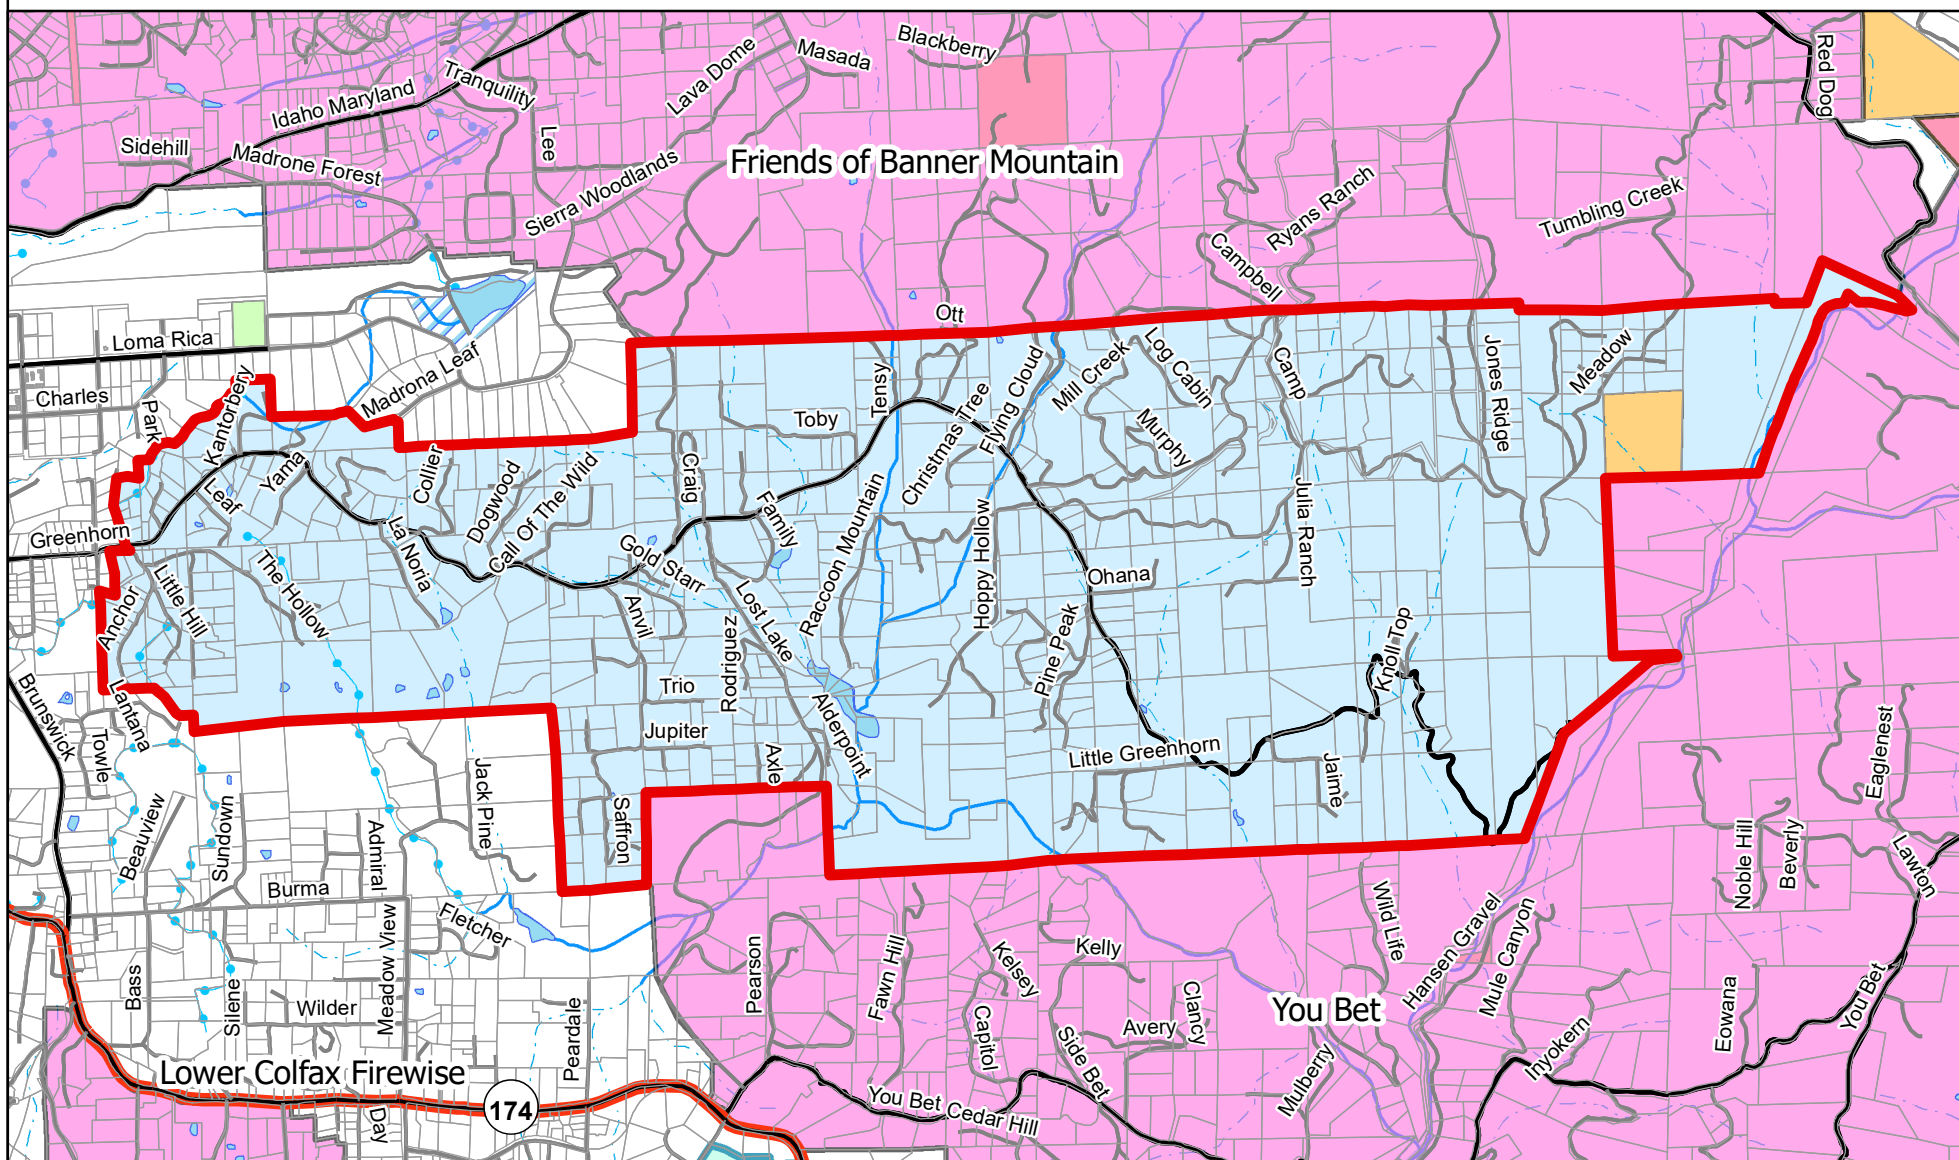 Blackberry
Masada
Lava Dome
Tranquility
Idaho Maryland
Red Dog
Sidehill
Madrone Forest
Lee
Sierra Woodlands
Friends of Banner Mountain
Ryans Ranch
Tumbling Creek
Campbell
Ott
Loma Rica
Madrona Leaf
Charles
Park
Kantorbery
Tensy
Toby
Christmas Tree
Flying Cloud
Mill Creek
Log Cabin
Murphy
Camp
Jones Ridge
Meadow
Leaf
Yama
Collier
Dogwood
Call Of The Wild
Craig
Family
Raccoon Mountain
Hoppy Hollow
Julia Ranch
Greenhorn
La Noria
Gold Starr
Anchor
Little Hill
The Hollow
Anvil
Lost Lake
Rodriguez
Ohana
Pine Peak
Knoll Top
Brunswick
Lantana
Towle
Trio
Jupiter
Axle
Alderpoint
Little Greenhorn
Jaime
Eaglenest
Jack Pine
Saffron
Beauview
Sundown
Admiral
Burma
Noble Hill
Beverly
Lawton
Fletcher
Meadow View
Wild Life
Hansen Gravel
Mule Canyon
Bass
Silene
Wilder
Peardale
Pearson
Fawn Hill
Kelsey
Kelly
Capitol
Clancy
Avery
Side Bet
You Bet
Eowana
You Bet
Inyokern
Mulberry
Lower Colfax Firewise
174
Day
You Bet Cedar Hill